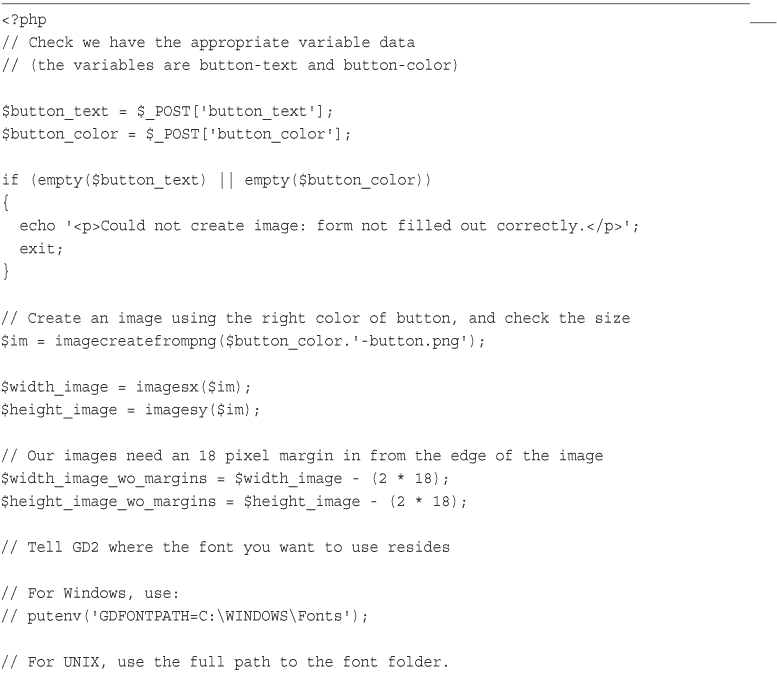 <?php
// Check we have the appropriate variable data
// (the variables are button-text and button-color)
$button_text = $_POST['button_text'];
$button_color = $_POST['button_color'];
if (empty($button_text) || empty($button_color))
{
  echo '<p>Could not create image: form not filled out correctly.</p>';
  exit;
}
// Create an image using the right color of button, and check the size
$im = imagecreatefrompng($button_color.'-button.png');
$width_image = imagesx($im);
$height_image = imagesy($im);
// Our images need an 18 pixel margin in from the edge of the image
$width_image_wo_margins = $width_image - (2 * 18);
$height_image_wo_margins = $height_image - (2 * 18);
// Tell GD2 where the font you want to use resides
// For Windows, use:
// putenv('GDFONTPATH=C:\WINDOWS\Fonts');
// For UNIX, use the full path to the font folder.